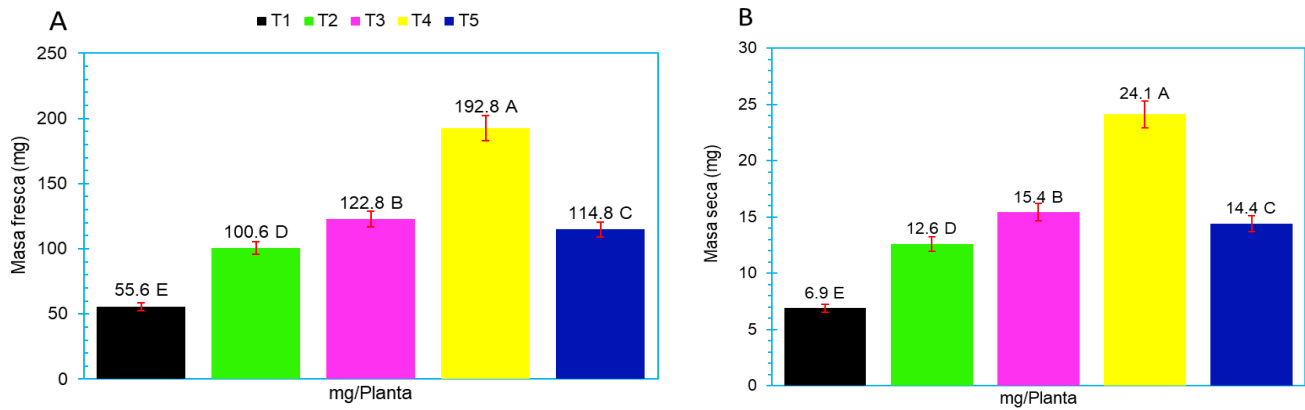 A
T1 T2 T3 T4 T5
Masa fresca (mg)
250
200
150
100
50
0
55.6 E
100.6 D
122.8 B
192.8 A
114.8 C
mg/Planta
B
Masa seca (mg)
30
25
20
15
10
5
0
6.9 E
12.6 D
15.4 B
24.1 A
14.4 C
mg/Planta